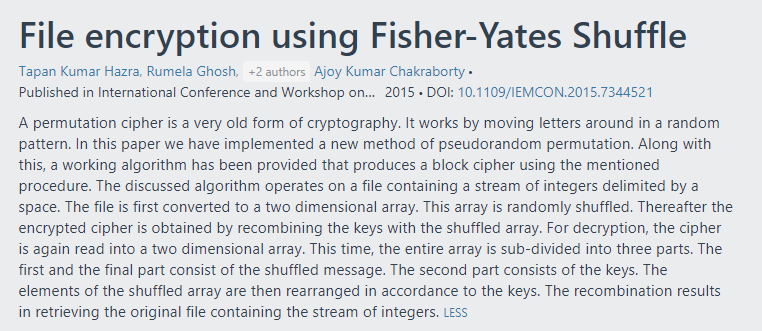 File encryption using Fisher-Yates Shuffle
Tapan Kumar Hazra, Rumela Ghosh, +2 authors Ajoy Kumar Chakraborty •
Published in International Conference and Workshop on... 2015 • DOI: 10.1109/IEMCON.2015.7344521
A permutation cipher is a very old form of cryptography. It works by moving letters around in a random
pattern. In this paper we have implemented a new method of pseudorandom permutation. Along with
this, a working algorithm has been provided that produces a block cipher using the mentioned
procedure. The discussed algorithm operates on a file containing a stream of integers delimited by a
space. The file is first converted to a two dimensional array. This array is randomly shuffled. Thereafter the
encrypted cipher is obtained by recombining the keys with the shuffled array. For decryption, the cipher
is again read into a two dimensional array. This time, the entire array is sub-divided into three parts. The
first and the final part consist of the shuffled message. The second part consists of the keys. The
elements of the shuffled array are then rearranged in accordance to the keys. The recombination results
in retrieving the original file containing the stream of integers. LESS